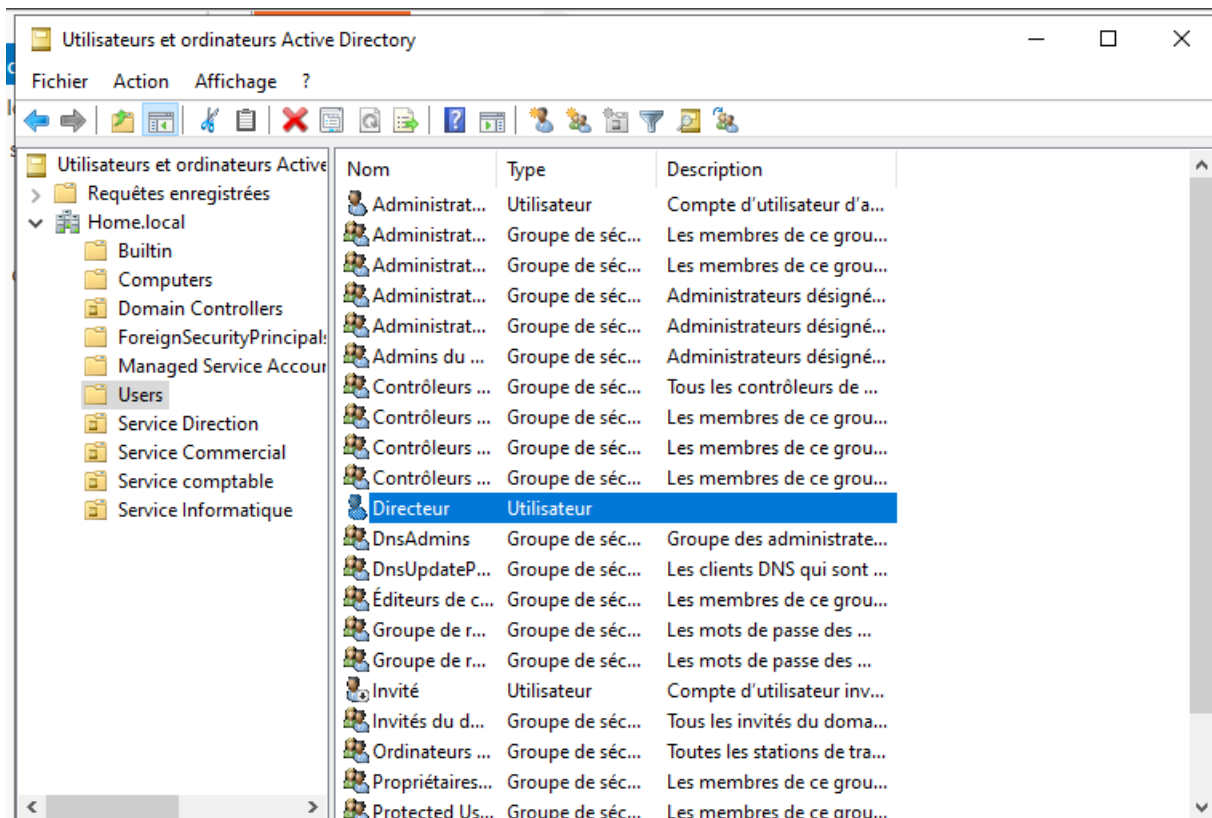 Utilisateurs et ordinateurs Active Directory
Fichier Action Affichage ?
Utilisateurs et ordinateurs Active
Requêtes enregistrées
Home.local
Builtin
Computers
Domain Controllers
ForeignSecurityPrincipals
Managed Service Accour
Users
Service Direction
Service Commercial
Service comptable
Service Informatique
Nom Type Description
Administrat... Utilisateur Compte d'utilisateur d'a...
Administrat... Groupe de séc... Les membres de ce grou...
Administrat... Groupe de séc... Les membres de ce grou...
Administrat... Groupe de séc... Administrateurs désigné...
Administrat... Groupe de séc... Administrateurs désigné...
Admins du ... Groupe de séc... Administrateurs désigné...
Contrôleurs ... Groupe de séc... Tous les contrôleurs de ...
Contrôleurs ... Groupe de séc... Les membres de ce grou...
Contrôleurs ... Groupe de séc... Les membres de ce grou...
Contrôleurs ... Groupe de séc... Les membres de ce grou...
Directeur Utilisateur
DnsAdmins Groupe de séc... Groupe des administrate...
DnsUpdateP... Groupe de séc... Les clients DNS qui sont ...
Éditeurs de c... Groupe de séc... Les membres de ce grou...
Groupe de r... Groupe de séc... Les mots de passe des ...
Groupe de r... Groupe de séc... Les mots de passe des ...
Invité Utilisateur Compte d'utilisateur inv...
Invités du d... Groupe de séc... Tous les invités du doma...
Ordinateurs ... Groupe de séc... Toutes les stations de tra...
Propriétaires... Groupe de séc... Les membres de ce grou...
Protected Us... Groupe de séc... Les membres de ce grou...